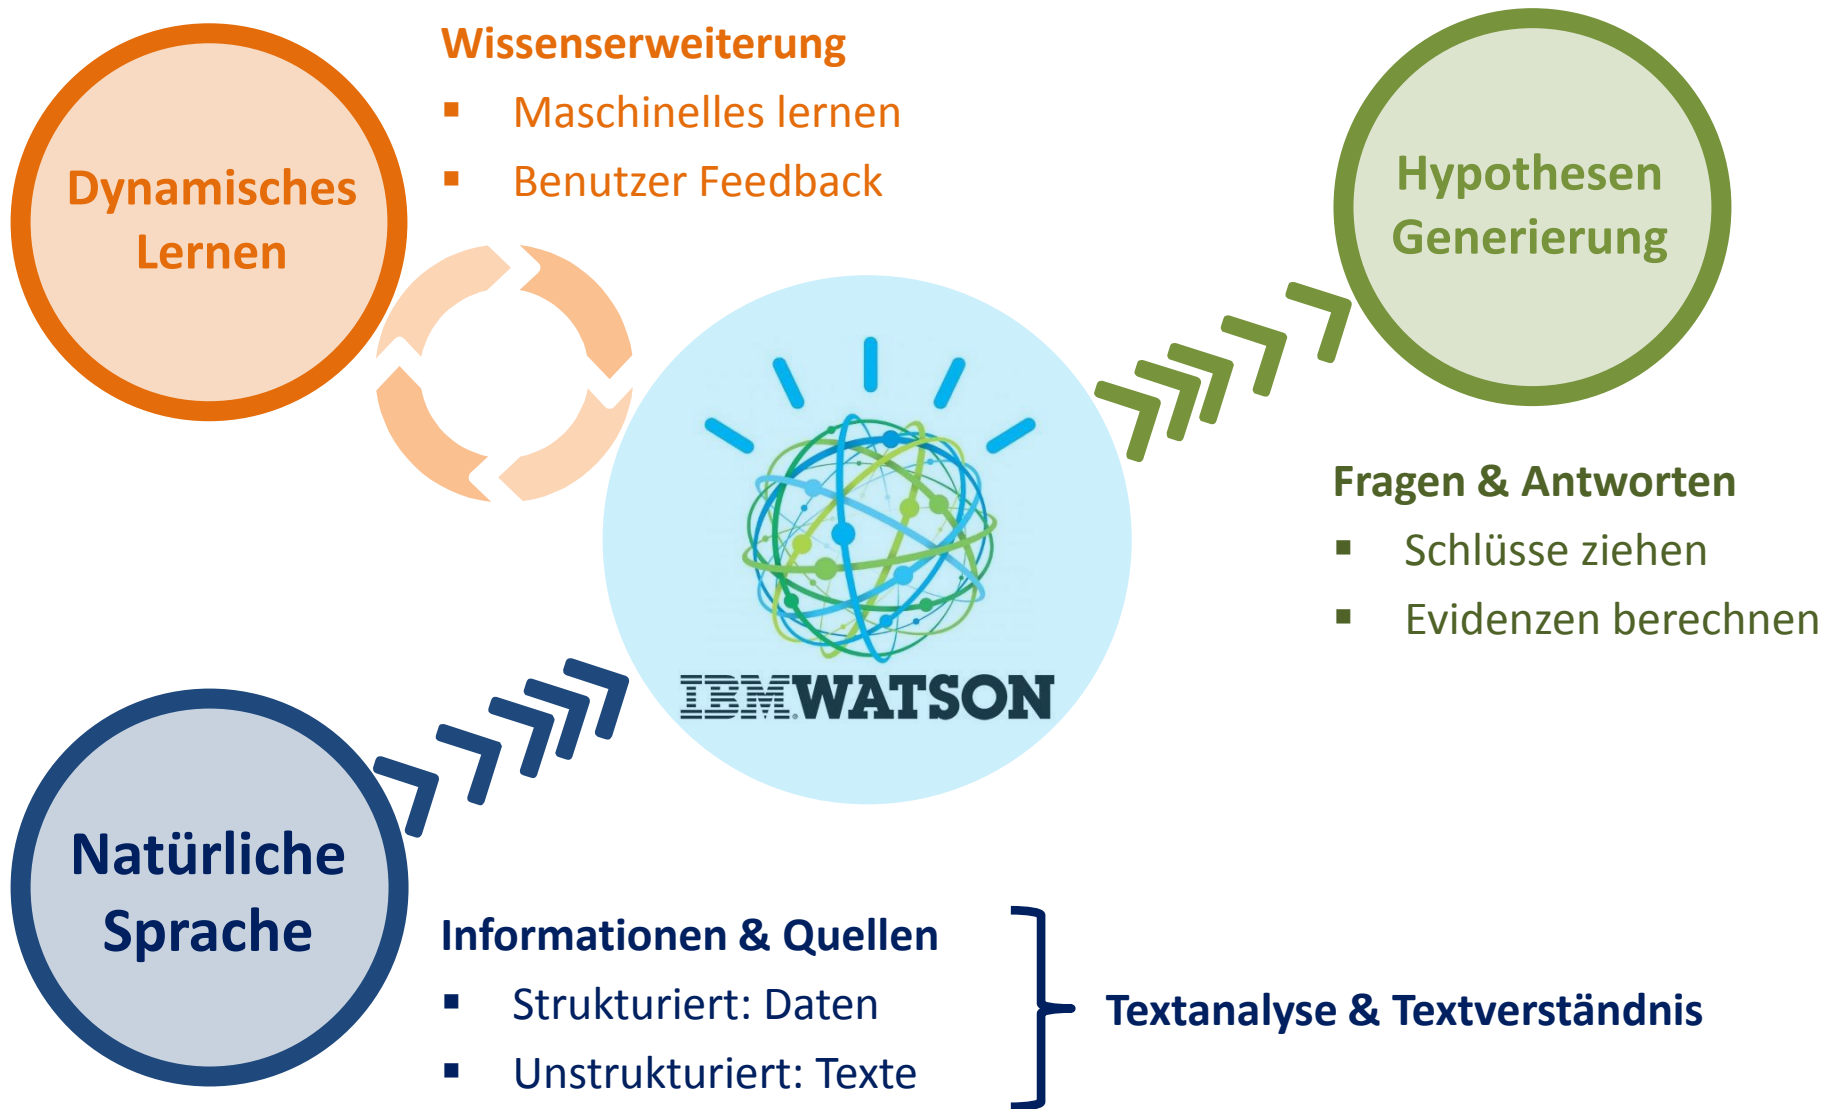 Dynamisches
Lernen
Wissenserweiterung
▪ Maschinelles lernen
▪ Benutzer Feedback
Hypothesen
Generierung
Fragen & Antworten
▪ Schlüsse ziehen
▪ Evidenzen berechnen
IBM WATSON
Natürliche
Sprache
Informationen & Quellen
▪ Strukturiert: Daten
▪ Unstrukturiert: Texte
Textanalyse & Textverständnis